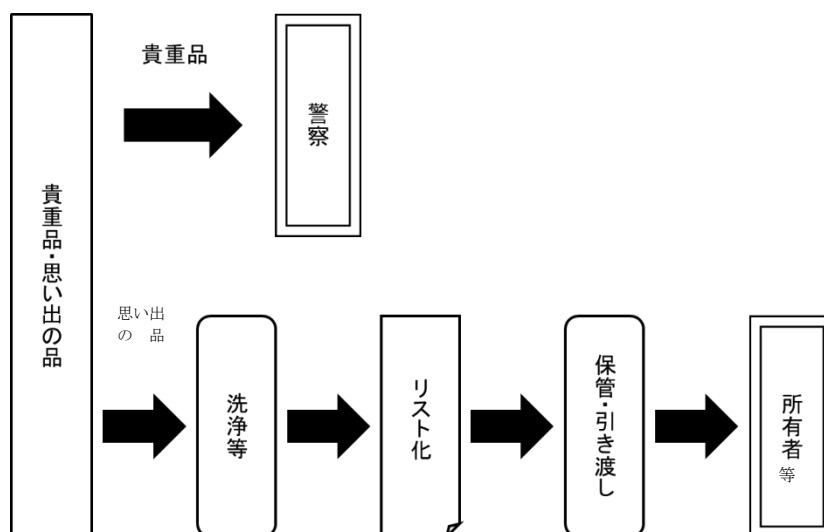 貴重品・思い出の品
貴重品
警察
思い出
の　品
洗浄等
リスト化
保管・引き渡し
所有者
等